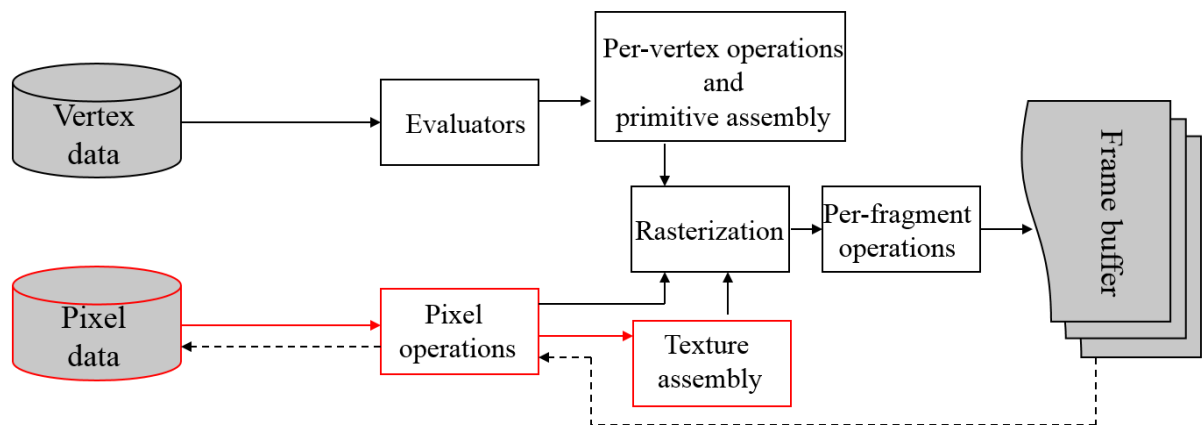 Vertex
data
Evaluators
Per-vertex operations
and
primitive assembly
Rasterization
Per-fragment
operations
Frame buffer
Pixel
data
Pixel
operations
Texture
assembly